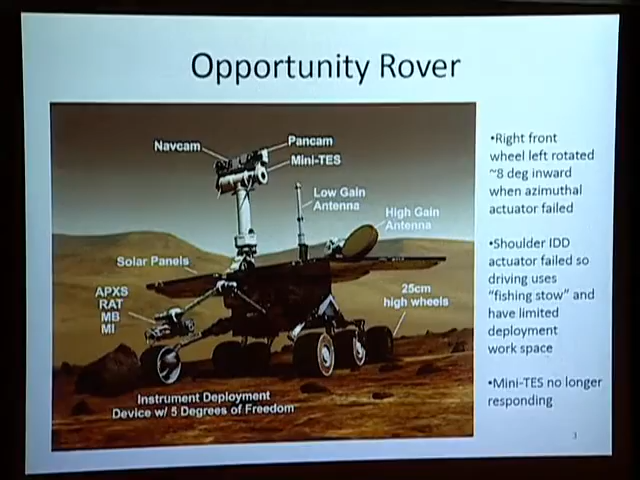 Opportunity Rover
Navcam
Pancam
Mini-TES
Low Gain
Antenna
High Gain
Antenna
Solar Panels
APXS
RAT
MB
MI
25cm
high wheels
Instrument Deployment
Device w/ 5 Degrees of Freedom
•Right front
wheel left rotated
~8 deg inward
when azimuthal
actuator failed
•Shoulder IDD
actuator failed so
driving uses
“fishing stow” and
have limited
deployment
work space
•Mini-TES no longer
responding
3